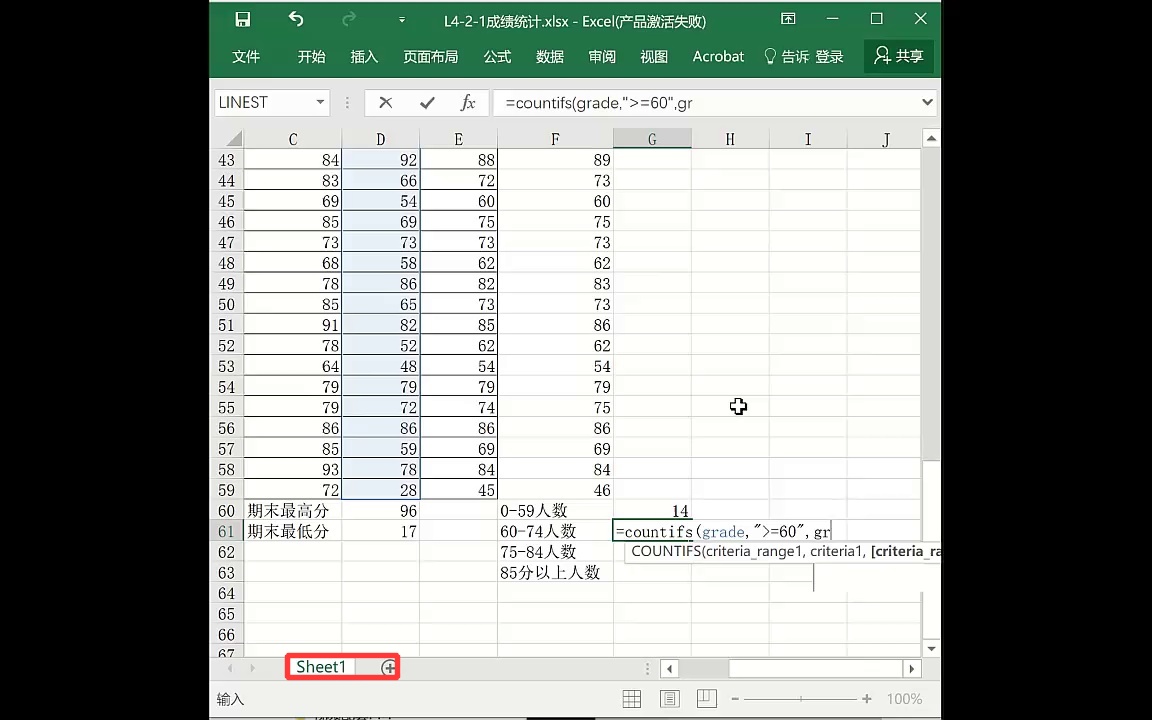 L4-2-1成绩统计.xlsx - Excel(产品激活失败)
文件 开始 插入 页面布局 公式 数据 审阅 视图 Acrobat 告诉 登录 共享
LINEST fx =countifs(grade,">=60",gr
C D E F G H I J
43 84 92 88 89
44 83 66 72 73
45 69 54 60 60
46 85 69 75 75
47 73 73 73 73
48 68 58 62 62
49 78 86 82 83
50 85 65 73 73
51 91 82 85 86
52 78 52 62 62
53 64 48 54 54
54 79 79 79 79
55 79 72 74 75
56 86 86 86 86
57 85 59 69 69
58 93 78 84 84
59 72 28 45 46
60 期末最高分 96 0-59人数 14
61 期末最低分 17 60-74人数 =countifs(grade,">=60",gr
62 75-84人数 COUNTIFS(criteria_range1, criteria1, [criteria_ra
63 85分以上人数
64
65
66
67
Sheet1
输入 100%